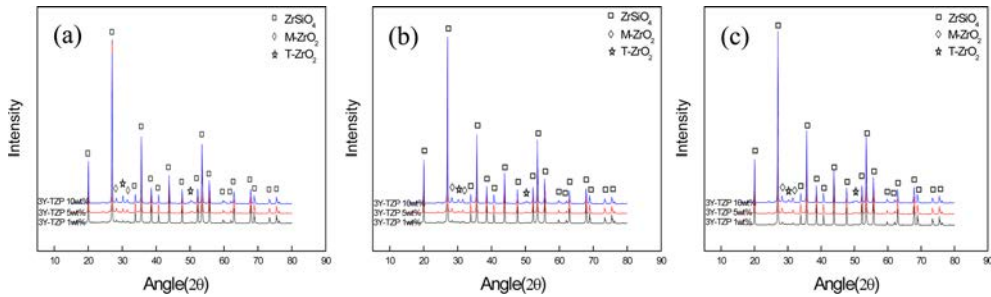 (a)
ZrSiO₄
M-ZrO₂
T-ZrO₂
Intensity
3Y-TZP 10wt%
3Y-TZP 5wt%
3Y-TZP 1wt%
10 20 30 40 50 60 70 80
Angle(2θ)
(b)
ZrSiO₄
M-ZrO₂
T-ZrO₂
Intensity
3Y-TZP 10wt%
3Y-TZP 5wt%
3Y-TZP 1wt%
10 20 30 40 50 60 70 80
Angle(2θ)
(c)
ZrSiO₄
M-ZrO₂
T-ZrO₂
Intensity
3Y-TZP 10wt%
3Y-TZP 5wt%
3Y-TZP 1wt%
10 20 30 40 50 60 70 80 90
Angle(2θ)